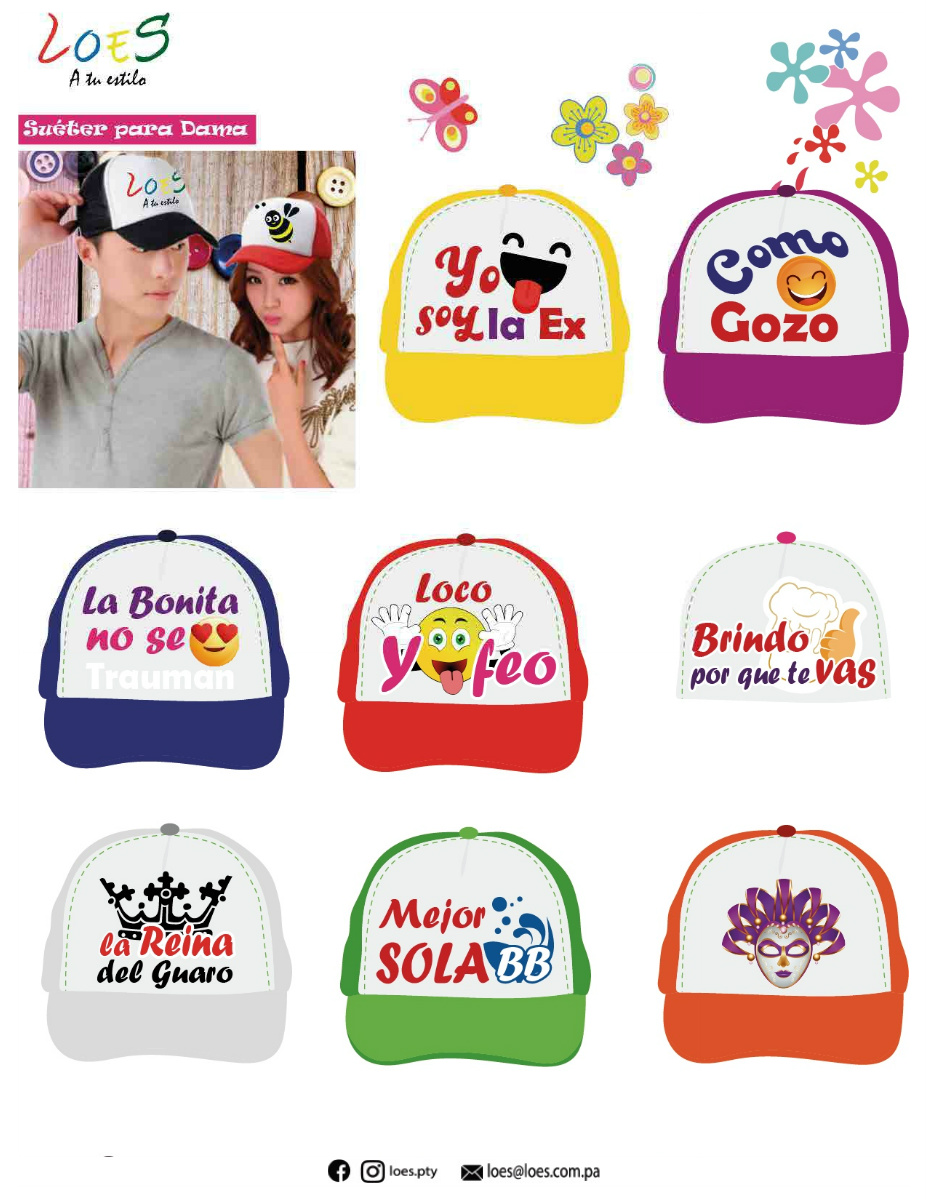 LOES
A tu estilo
Suéter para Dama
LOES
A tu estilo
Yo
soy la Ex
Como
Gozo
La Bonita
no se
Trauman
Loco
Y feo
Brindo
por que te vas
la Reina
del Guaro
Mejor
SOLA BB
loes.pty loes@loes.com.pa